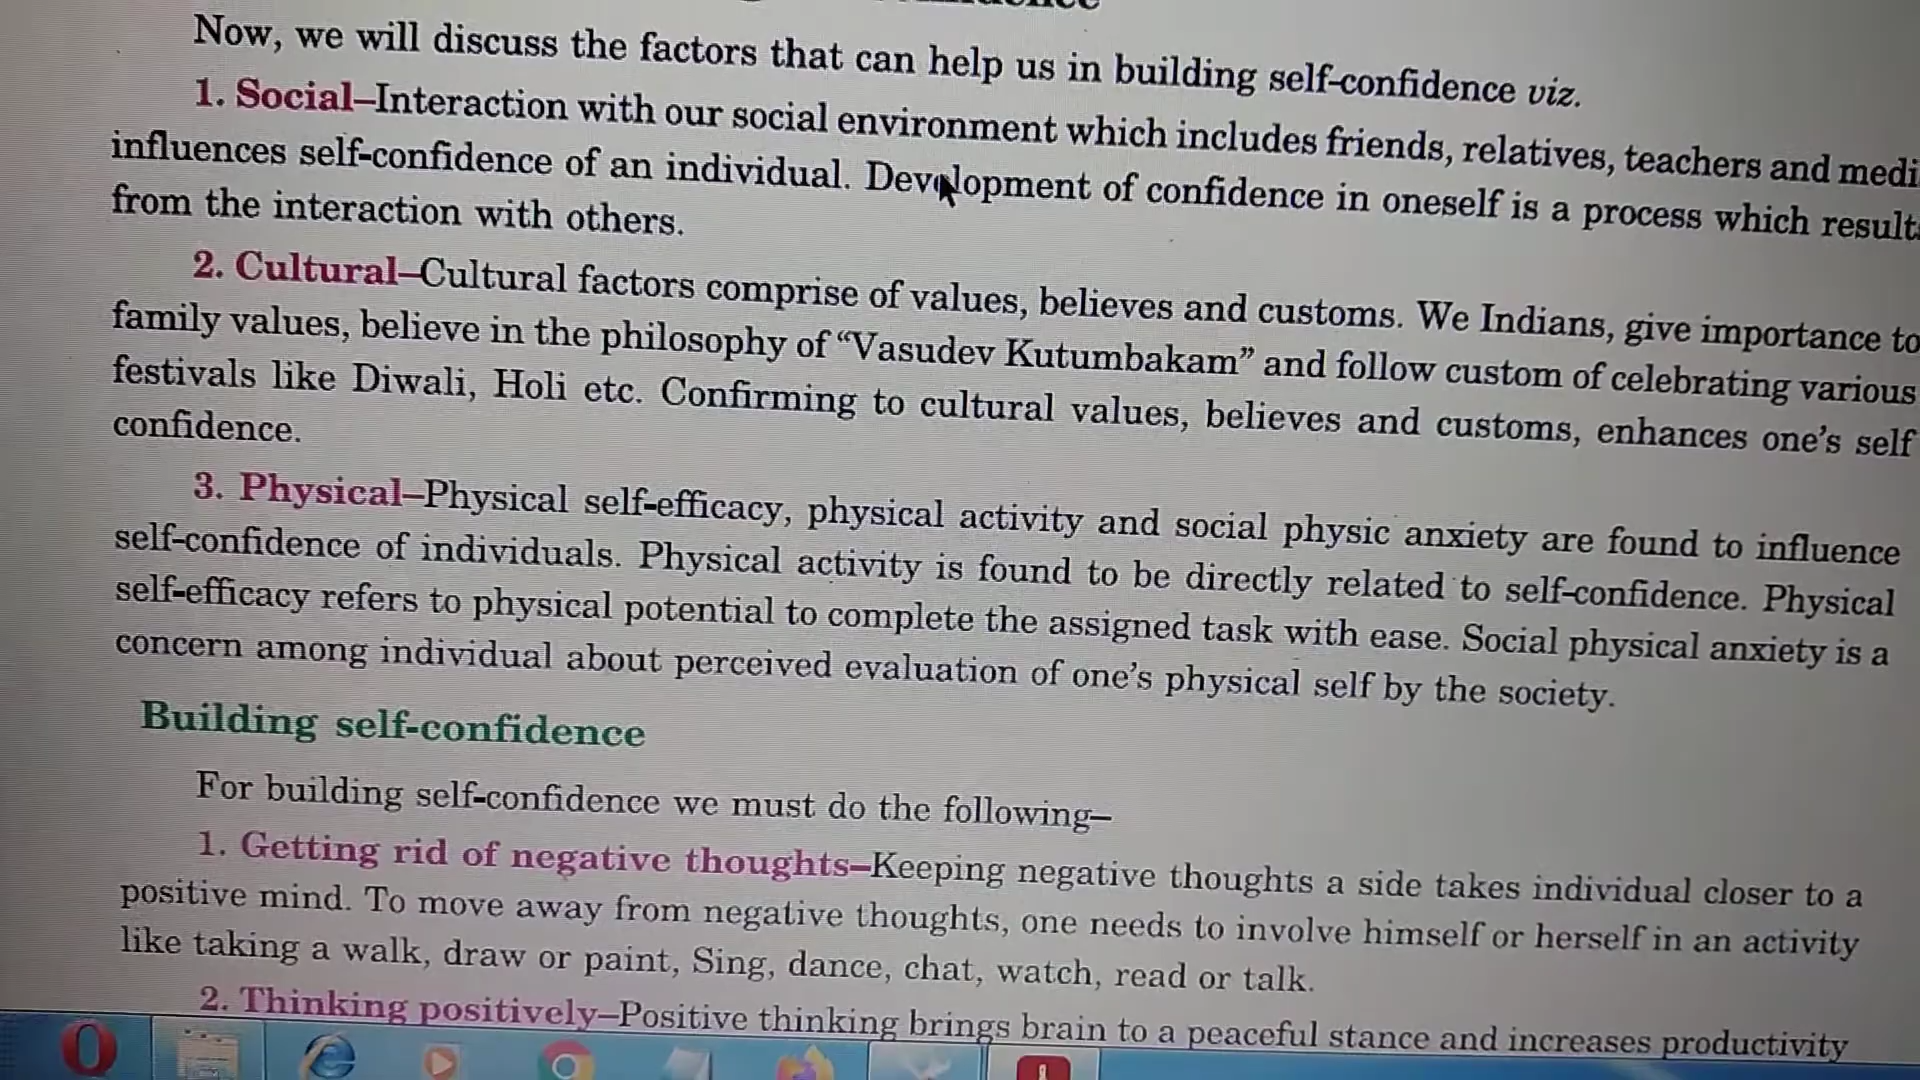 Now, we will discuss the factors that can help us in building self-confidence viz.
1. Social–Interaction with our social environment which includes friends, relatives, teachers and medi
influences self-confidence of an individual. Development of confidence in oneself is a process which result
from the interaction with others.
2. Cultural–Cultural factors comprise of values, believes and customs. We Indians, give importance to
family values, believe in the philosophy of “Vasudev Kutumbakam” and follow custom of celebrating various
festivals like Diwali, Holi etc. Confirming to cultural values, believes and customs, enhances one’s self
confidence.
3. Physical–Physical self-efficacy, physical activity and social physic anxiety are found to influence
self-confidence of individuals. Physical activity is found to be directly related to self-confidence. Physical
self-efficacy refers to physical potential to complete the assigned task with ease. Social physical anxiety is a
concern among individual about perceived evaluation of one’s physical self by the society.
Building self-confidence
For building self-confidence we must do the following–
1. Getting rid of negative thoughts–Keeping negative thoughts a side takes individual closer to a
positive mind. To move away from negative thoughts, one needs to involve himself or herself in an activity
like taking a walk, draw or paint, Sing, dance, chat, watch, read or talk.
2. Thinking positively–Positive thinking brings brain to a peaceful stance and increases productivity